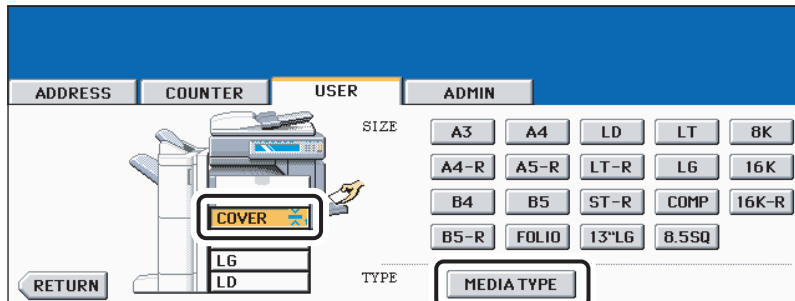 ADDRESS COUNTER USER ADMIN
SIZE A3 A4 LD LT 8K
A4-R A5-R LT-R LG 16K
B4 B5 ST-R COMP 16K-R
COVER 1
B5-R FOLIO 13"LG 8.5SQ
LG
LD
RETURN
TYPE MEDIA TYPE